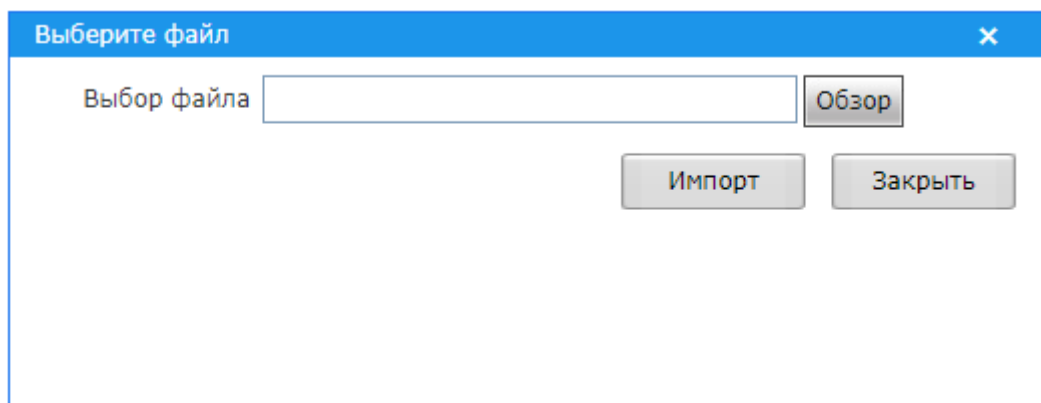 Выберите файл
Выбор файла Обзор
Импорт Закрыть